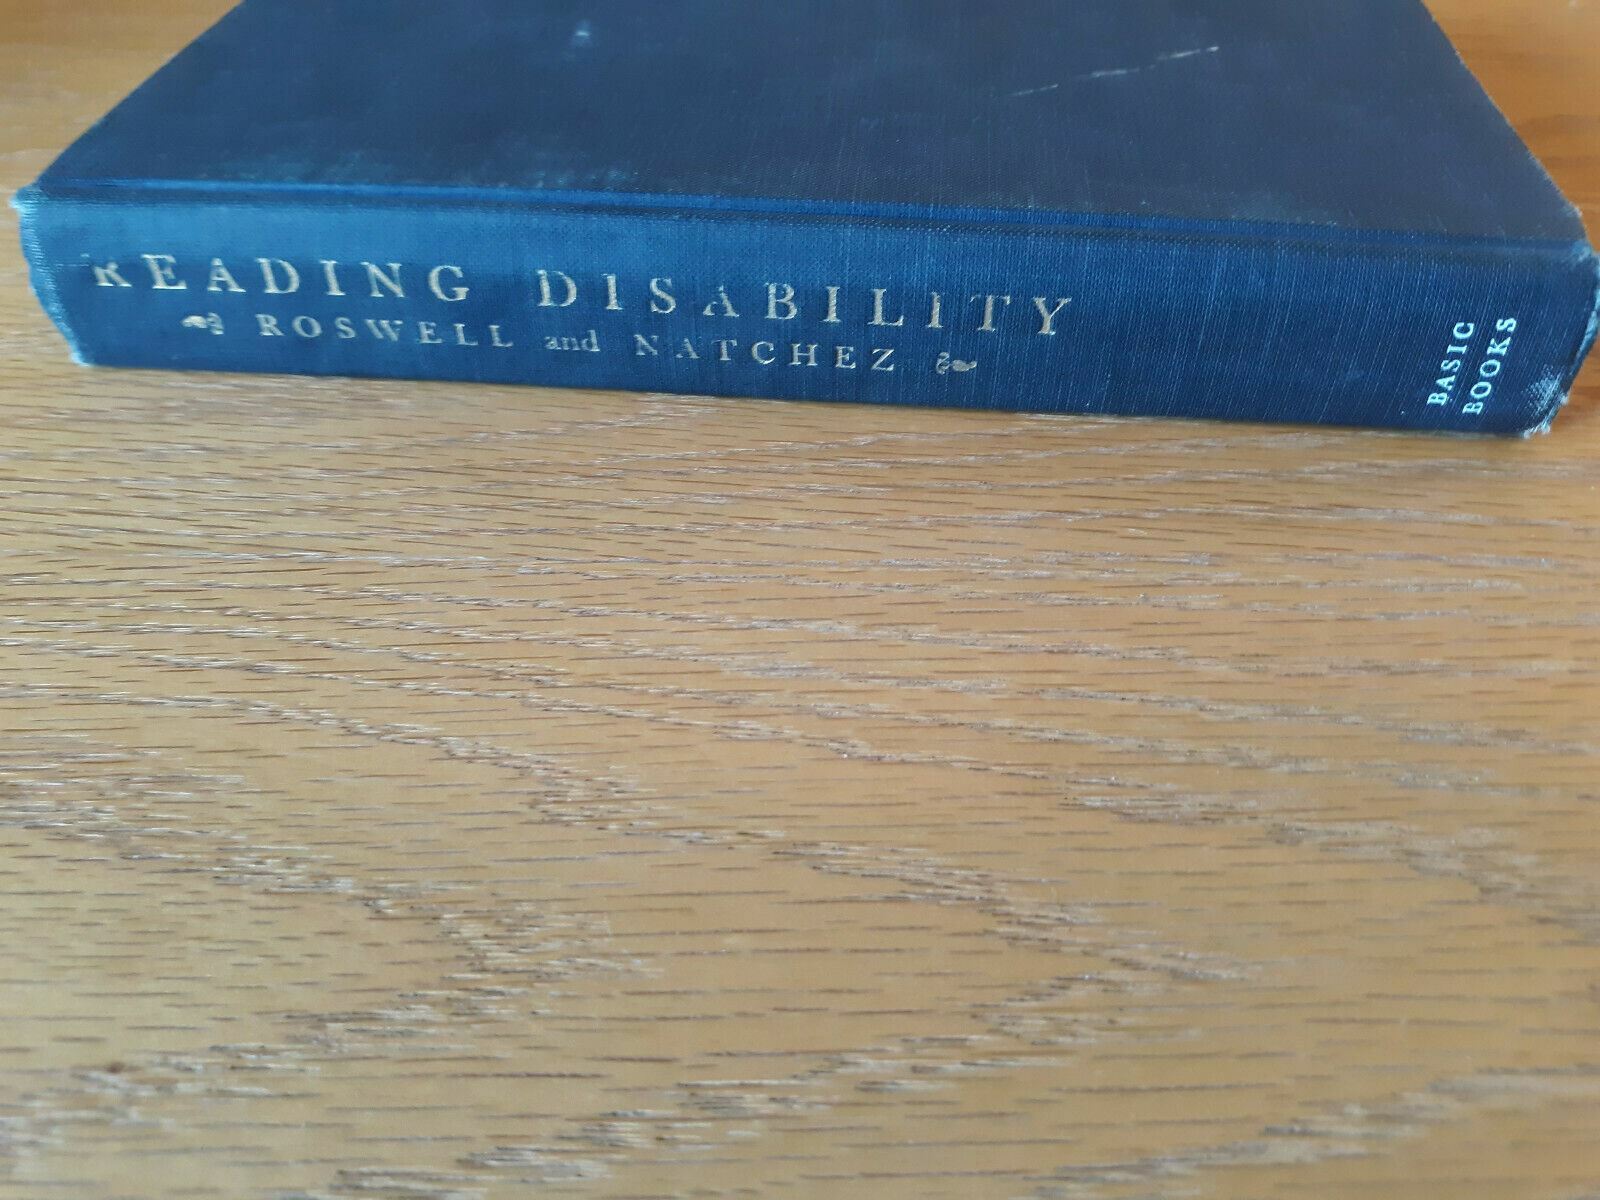 READING DISABILITY
ROSWELL and NATCHEZ
BASIC
BOOKS